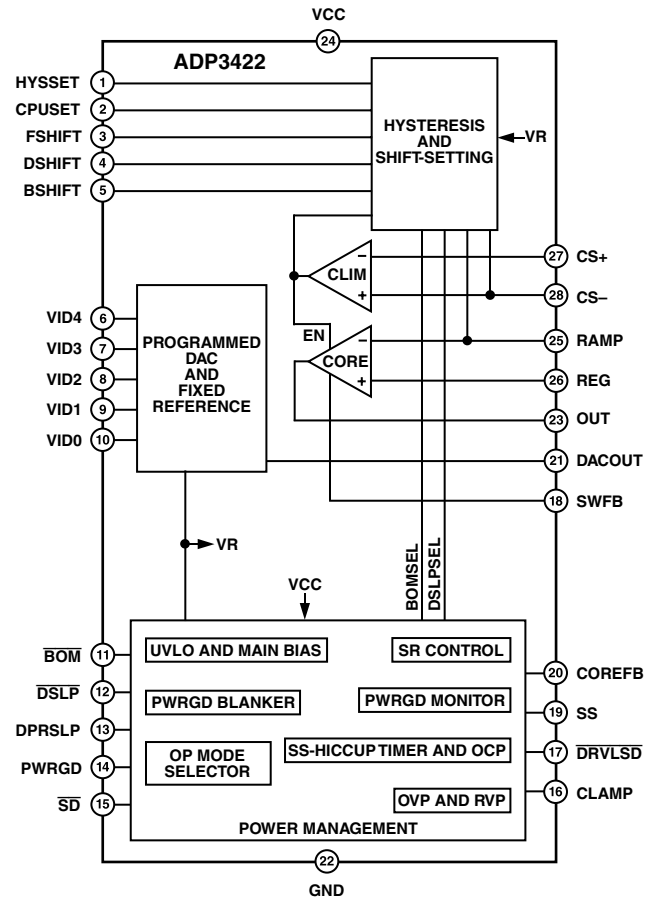 VCC
24
ADP3422
HYSSET 1
CPUSET 2
FSHIFT 3
DSHIFT 4
BSHIFT 5
HYSTERESIS
AND
SHIFT-SETTING
VR
– CLIM +
27 CS+
28 CS–
EN
– CORE +
25 RAMP
26 REG
23 OUT
21 DACOUT
18 SWFB
VID4 6
VID3 7
VID2 8
VID1 9
VID0 10
PROGRAMMED
DAC
AND
FIXED
REFERENCE
VR
VCC
BOMSEL
DSLPSEL
BOM 11
DSLP 12
DPRSLP 13
PWRGD 14
SD 15
UVLO AND MAIN BIAS
SR CONTROL
PWRGD BLANKER
PWRGD MONITOR
OP MODE
SELECTOR
SS-HICCUP TIMER AND OCP
OVP AND RVP
POWER MANAGEMENT
20 COREFB
19 SS
17 DRVLSD
16 CLAMP
22
GND